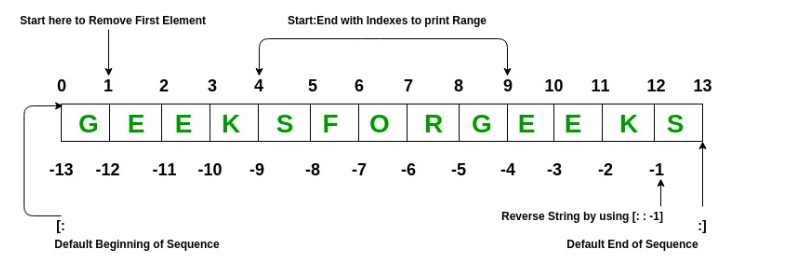 Start here to Remove First Element
Start:End with Indexes to print Range
0 1 2 3 4 5 6 7 8 9 10 11 12 13
G E E K S F O R G E E K S
-13 -12 -11 -10 -9 -8 -7 -6 -5 -4 -3 -2 -1
Reverse String by using [: : -1]
[: :]
Default Beginning of Sequence Default End of Sequence